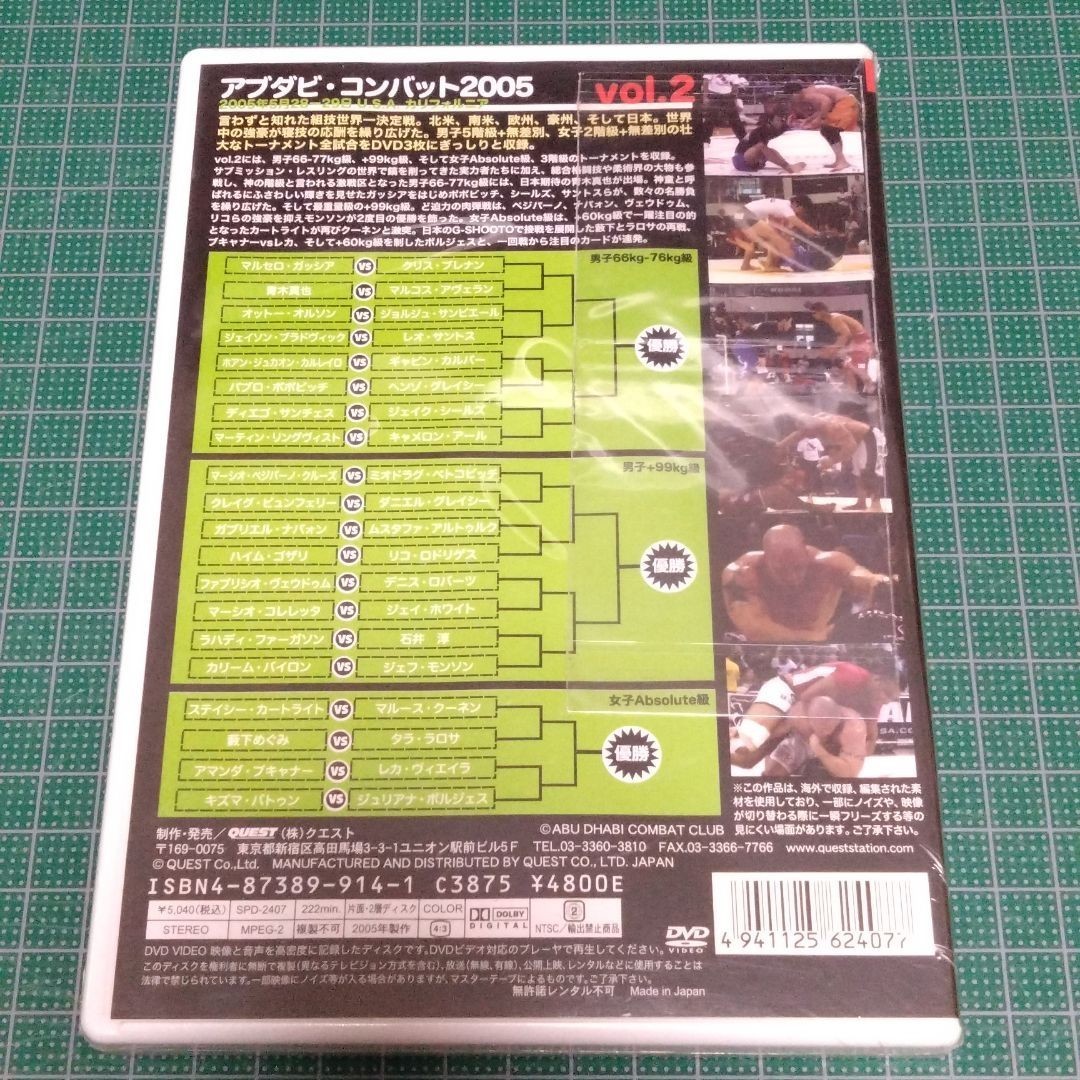 アブダビ・コンバット2005
vol.2
2005年5月28-29日 U.S.A. カリフォルニア
言わずと知れた組技世界一決定戦。北米、南米、欧州、豪州、そして日本。世界
中の強豪が寝技の応酬を繰り広げた。男子5階級+無差別、女子2階級+無差別の壮
大なトーナメント全試合をDVD3枚にぎっしりと収録。
vol.2には、男子66-77kg級、+99kg級、そして女子Absolute級、3階級のトーナメントを収録。
サブミッション・レスリングの世界で鎬を削ってきた実力者たちに加え、総合格闘技や柔術界の大物も参
戦し、神の階級と言われる激戦区となった男子66-77kg級には、日本期待の青木真也が出場。神童と呼
ばれるにふさわしい輝きを見せたガッシアをはじめポポビッチ、シールズ、サントスらが、数々の名勝負
を繰り広げた。そして最重量級の+99kg級。ど迫力の肉弾戦は、ペジパーノ、ナパォン、ヴェウドゥム、
リコらの強豪を抑えモンソンが2度目の優勝を飾った。女子Absolute級は、+60kg級で一躍注目の的
となったカートライトが再びクーネンと激突。日本のG-SHOOTOで接戦を展開した藪下とラロサの再戦、
ブキャナーvsレカ、そして+60kg級を制したボルジェスと、一回戦から注目のカードが連発。
男子66kg-76kg級
マルセロ・ガッシア VS クリス・ブレナン
青木真也 VS マルコス・アヴェラン
オットー・オルソン VS ジョルジュ・サンピエール
ジェイソン・ブラドヴィック VS レオ・サントス
ホアン・ジュカオン・カルレイロ VS ギャビン・カルバー
パブロ・ポポビッチ VS ヘンゾ・グレイシー
ディエゴ・サンチェス VS ジェイク・シールズ
マーティン・リングヴィスト VS キャメロン・アール
優勝
男子+99kg級
マーシオ・ペジパーノ・クルーズ VS ミオドラグ・ペトコビッチ
クレイグ・ピュンフェリー VS ダニエル・グレイシー
ガブリエル・ナパォン VS ムスタファ・アルトゥルク
ハイム・ゴザリ VS リコ・ロドリゲス
ファブリシオ・ヴェウドゥム VS デニス・ロバーツ
マーシオ・コレレッタ VS ジェイ・ホワイト
ラハディ・ファーガソン VS 石井 淳
カリーム・バイロン VS ジェフ・モンソン
優勝
女子Absolute級
ステイシー・カートライト VS マルース・クーネン
藪下めぐみ VS タラ・ラロサ
アマンダ・ブキャナー VS レカ・ヴィエイラ
キズマ・バトゥン VS ジュリアナ・ボルジェス
優勝
※この作品は、海外で収録、編集された素
材を使用しており、一部にノイズや、映像
が切り替わる際に一瞬フリーズする等の
見にくい場面があります。ご了承下さい。
制作・発売／QUEST (株)クエスト
©ABU DHABI COMBAT CLUB
〒169-0075 東京都新宿区高田馬場3-3-1ユニオン駅前ビル5F TEL.03-3360-3810 FAX.03-3366-7766 www.queststation.com
© QUEST Co.,Ltd. MANUFACTURED AND DISTRIBUTED BY QUEST CO., LTD. JAPAN
ISBN4-87389-914-1 C3875 ¥4800E
¥5,040(税込) SPD-2407 222min. 片面・2層ディスク COLOR DOLBY DIGITAL 2
STEREO MPEG-2 複製不可 2005年製作 4:3 NTSC／輸出禁止商品
DVD VIDEO
4 941125 624077
DVD VIDEO 映像と音声を高密度に記録したディスクです。DVDビデオ対応のプレーヤで再生してください。
このディスクを権利者に無断で複製(異なるテレビジョン方式を含む)、放送(無線、有線)、公開上映、レンタルなどに使用することは
法律で禁じられています。一部映像にノイズ等が入る場合がありますが、マスターテープによるものです。ご了承下さい。
無許諾レンタル不可 Made in Japan